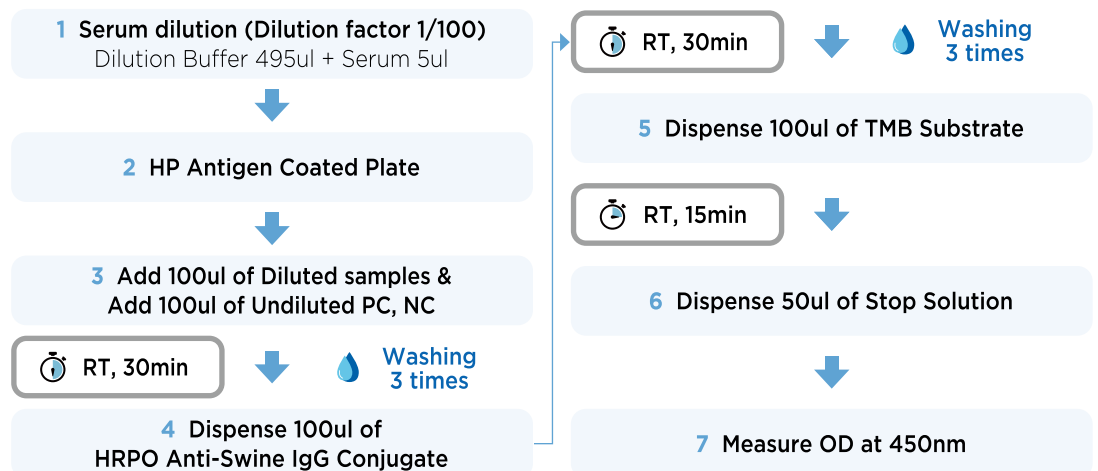 1 Serum dilution (Dilution factor 1/100)
Dilution Buffer 495ul + Serum 5ul
2 HP Antigen Coated Plate
3 Add 100ul of Diluted samples &
Add 100ul of Undiluted PC, NC
RT, 30min
Washing
3 times
4 Dispense 100ul of
HRPO Anti-Swine IgG Conjugate
RT, 30min
Washing
3 times
5 Dispense 100ul of TMB Substrate
RT, 15min
6 Dispense 50ul of Stop Solution
7 Measure OD at 450nm